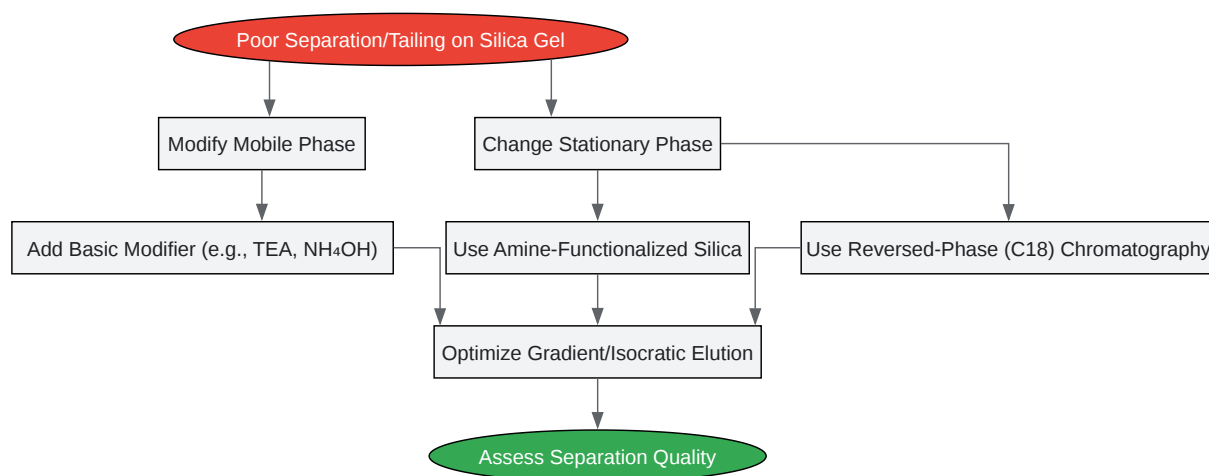 Poor Separation/Tailing on Silica Gel
Modify Mobile Phase
Change Stationary Phase
Add Basic Modifier (e.g., TEA, NH₄OH)
Use Amine-Functionalized Silica
Use Reversed-Phase (C18) Chromatography
Optimize Gradient/Isocratic Elution
Assess Separation Quality